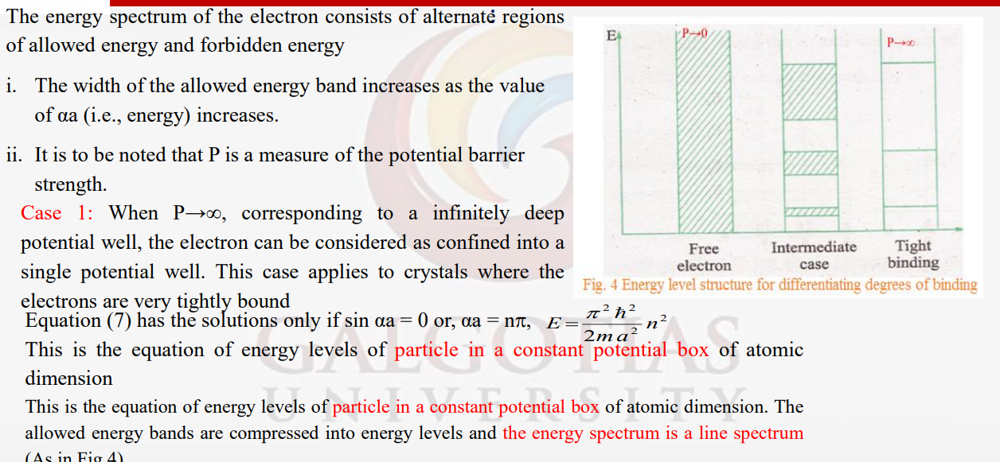 The energy spectrum of the electron consists of alternate regions
of allowed energy and forbidden energy
i. The width of the allowed energy band increases as the value
of αa (i.e., energy) increases.
ii. It is to be noted that P is a measure of the potential barrier
strength.
Case 1: When P→∞, corresponding to a infinitely deep
potential well, the electron can be considered as confined into a
single potential well. This case applies to crystals where the
electrons are very tightly bound
E
P→0
P→∞
Free
electron
Intermediate
case
Tight
binding
Fig. 4 Energy level structure for differentiating degrees of binding
Equation (7) has the solutions only if sin αa = 0 or, αa = nπ, E = π² ħ² / 2 m a² n²
This is the equation of energy levels of particle in a constant potential box of atomic
dimension
This is the equation of energy levels of particle in a constant potential box of atomic dimension. The
allowed energy bands are compressed into energy levels and the energy spectrum is a line spectrum
(As in Fig 4)
GALGOTIAS
UNIVERSITY